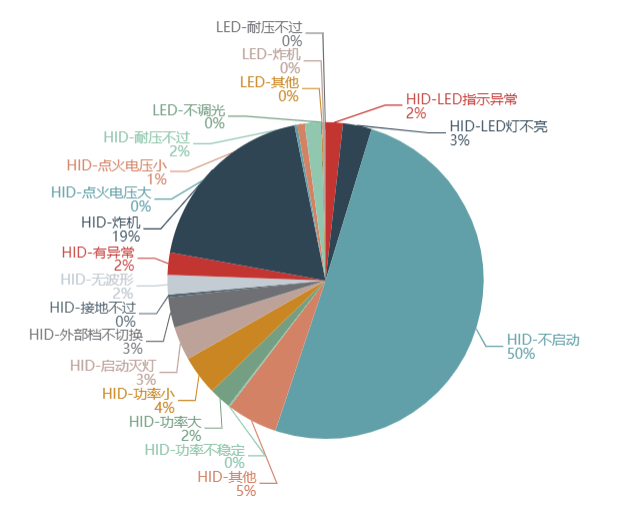 LED-耐压不过
0%
LED-炸机
0%
LED-其他
0%
LED-不调光
0%
HID-耐压不过
2%
HID-点火电压小
1%
HID-点火电压大
0%
HID-炸机
19%
HID-有异常
2%
HID-无波形
2%
HID-接地不过
0%
HID-外部档不切换
3%
HID-启动灭灯
3%
HID-功率小
4%
HID-功率大
2%
HID-功率不稳定
0%
HID-其他
5%
HID-LED指示异常
2%
HID-LED灯不亮
3%
HID-不启动
50%